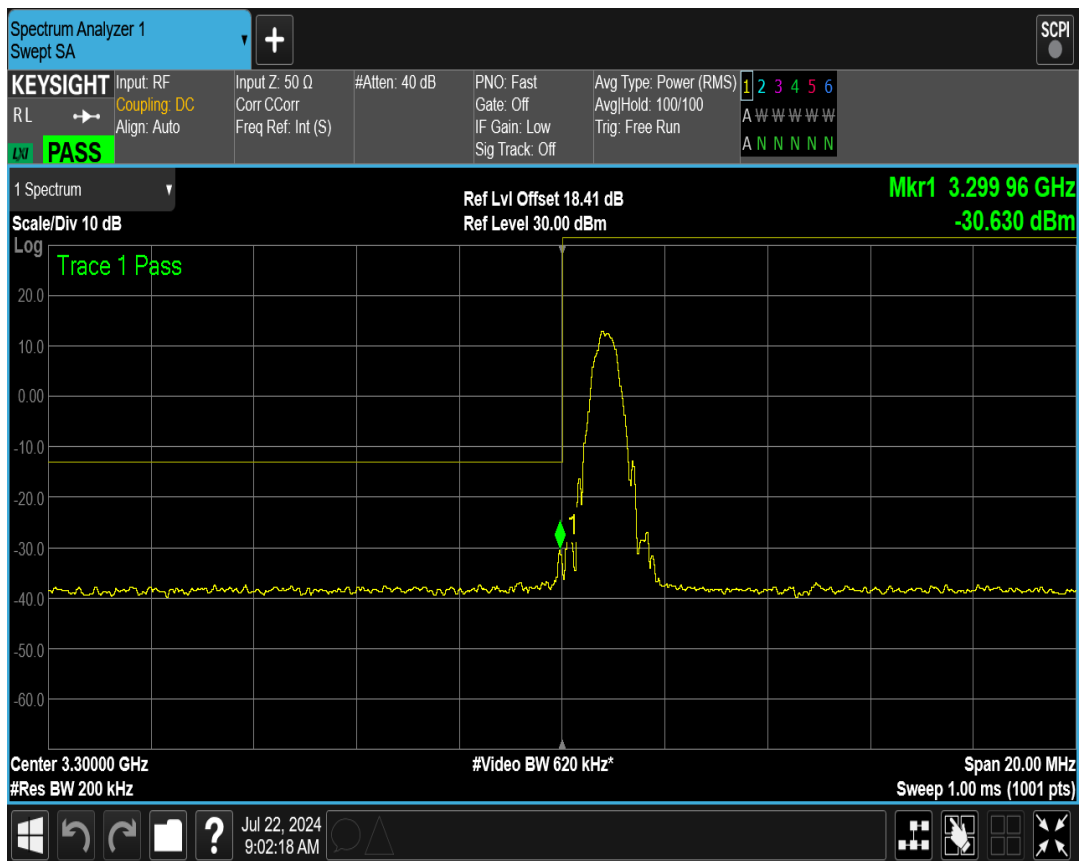 Spectrum Analyzer 1
Swept SA
SCPI
KEYSIGHT
RL
LXI PASS
Input: RF
Coupling: DC
Align: Auto
Input Z: 50 Ω
Corr CCorr
Freq Ref: Int (S)
#Atten: 40 dB
PNO: Fast
Gate: Off
IF Gain: Low
Sig Track: Off
Avg Type: Power (RMS)
Avg|Hold: 100/100
Trig: Free Run
1 2 3 4 5 6
A W W W W W
A N N N N N
1 Spectrum
Scale/Div 10 dB
Ref Lvl Offset 18.41 dB
Ref Level 30.00 dBm
Mkr1 3.299 96 GHz
-30.630 dBm
Log
Trace 1 Pass
20.0
10.0
0.00
-10.0
-20.0
-30.0
-40.0
-50.0
-60.0
Center 3.30000 GHz
#Res BW 200 kHz
#Video BW 620 kHz*
Span 20.00 MHz
Sweep 1.00 ms (1001 pts)
?
Jul 22, 2024
9:02:18 AM